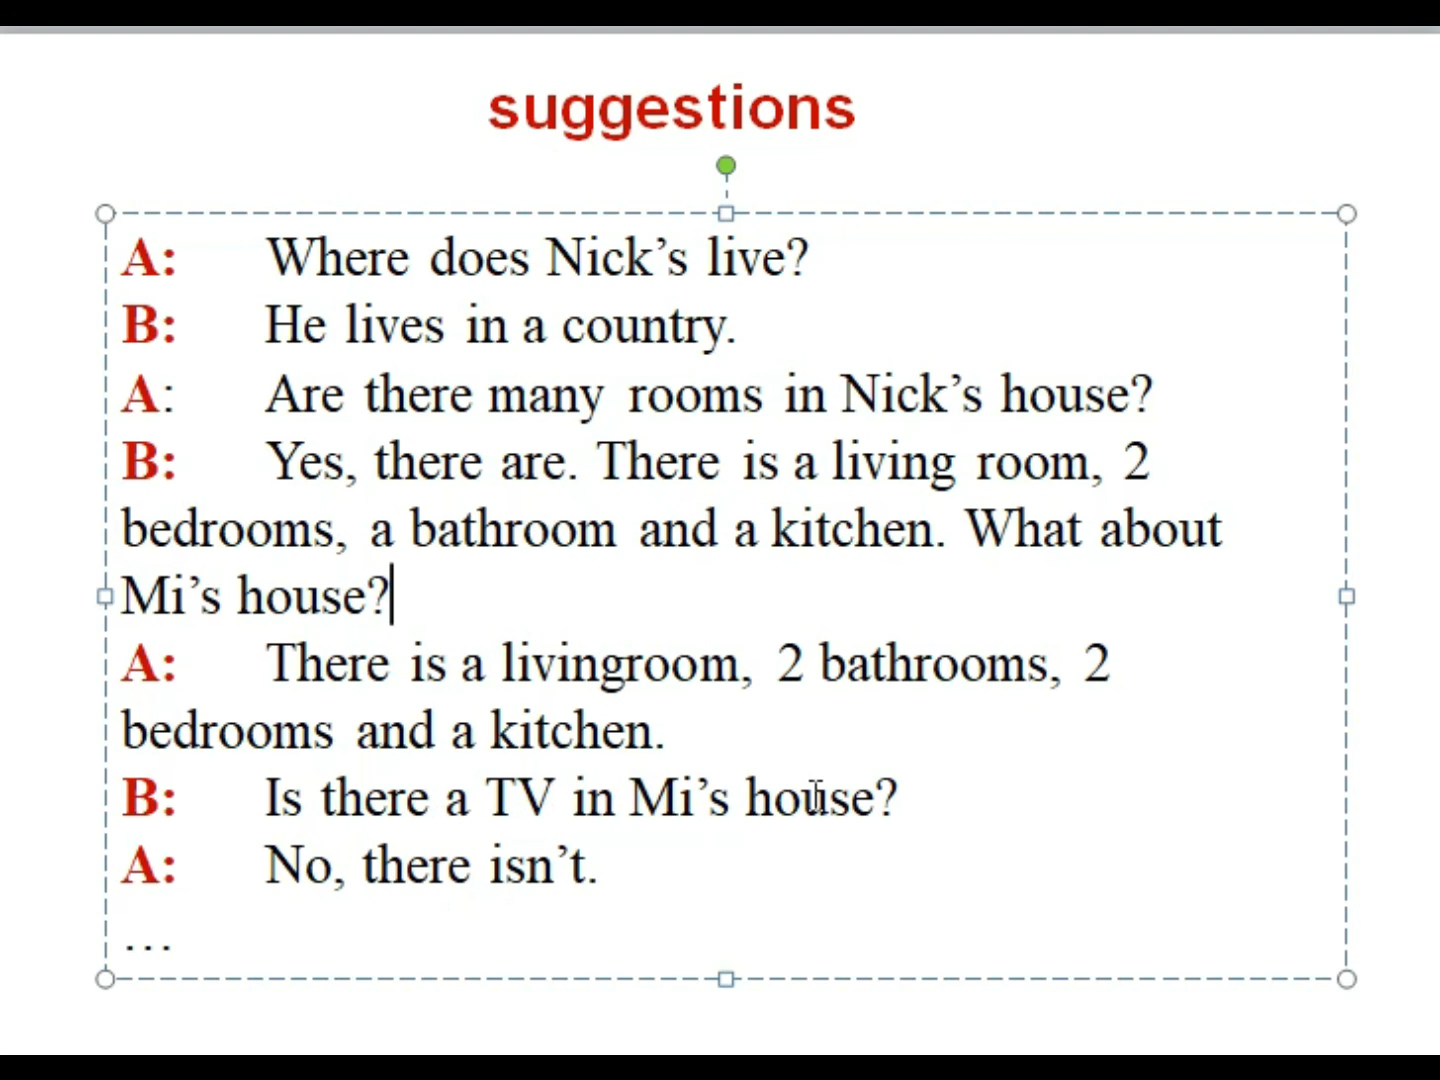 suggestions
A: Where does Nick’s live?
B: He lives in a country.
A: Are there many rooms in Nick’s house?
B: Yes, there are. There is a living room, 2
bedrooms, a bathroom and a kitchen. What about
Mi’s house?
A: There is a livingroom, 2 bathrooms, 2
bedrooms and a kitchen.
B: Is there a TV in Mi’s house?
A: No, there isn’t.
…